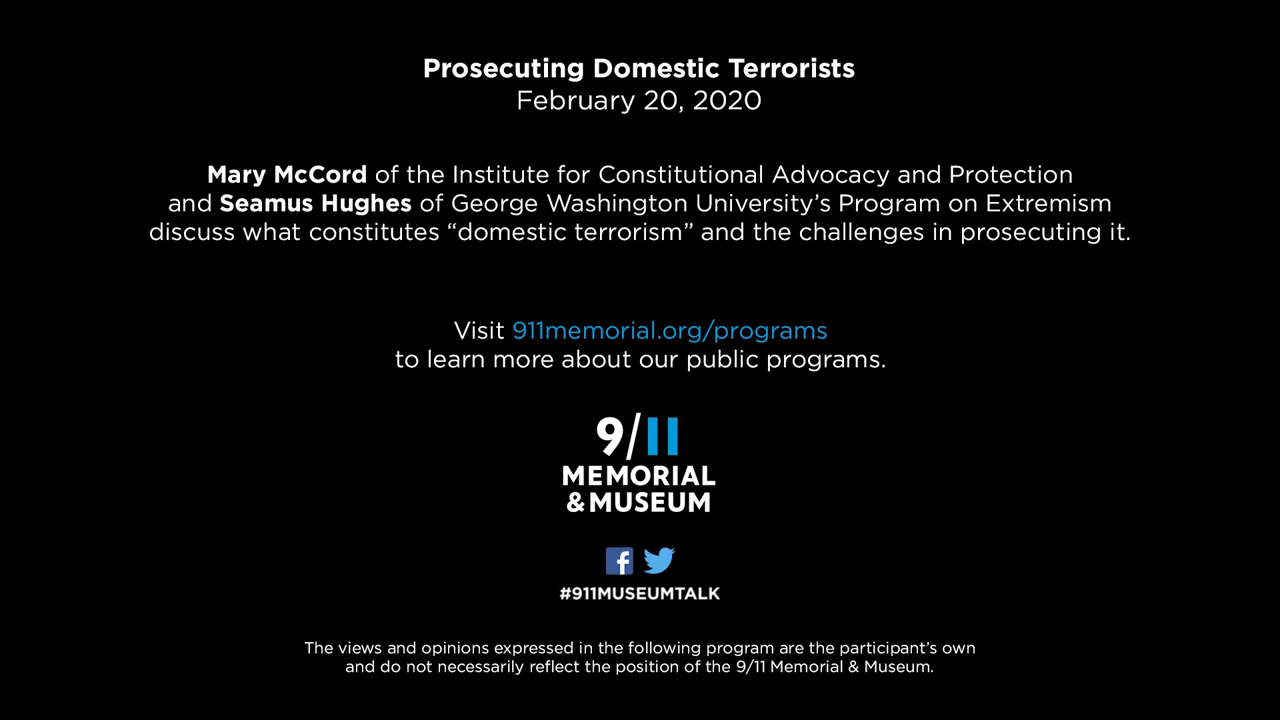 Prosecuting Domestic Terrorists
February 20, 2020
Mary McCord of the Institute for Constitutional Advocacy and Protection
and Seamus Hughes of George Washington University’s Program on Extremism
discuss what constitutes “domestic terrorism” and the challenges in prosecuting it.
Visit 911memorial.org/programs
to learn more about our public programs.
9/11
MEMORIAL
& MUSEUM
#911MUSEUMTALK
The views and opinions expressed in the following program are the participant’s own
and do not necessarily reflect the position of the 9/11 Memorial & Museum.